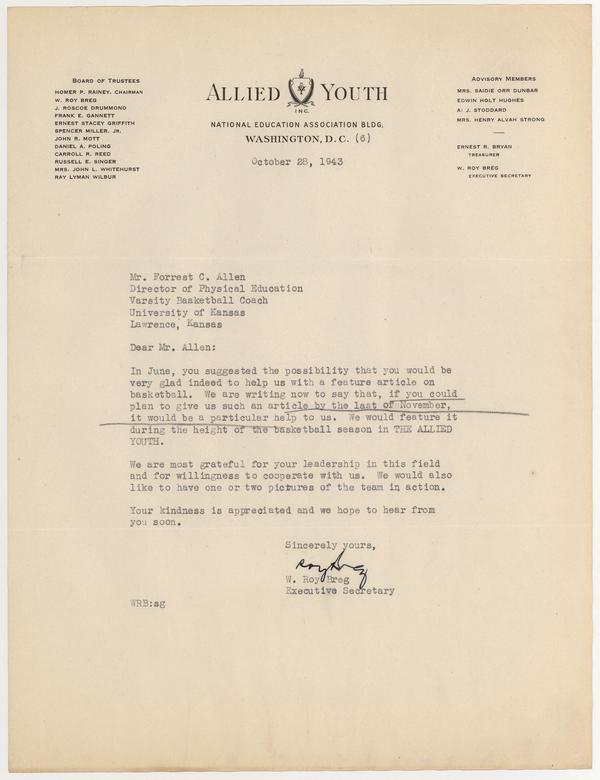 BOARD OF TRUSTEES
HOMER P. RAINEY, CHAIRMAN
W. ROY BREG
J. ROSCOE DRUMMOND
FRANK E. GANNETT
ERNEST STACEY GRIFFITH
SPENCER MILLER, JR.
JOHN R. MOTT
DANIEL A. POLING
CARROLL R. REED
RUSSELL E. SINGER
MRS. JOHN L. WHITEHURST
RAY LYMAN WILBUR
ALLIED YOUTH
INC.
NATIONAL EDUCATION ASSOCIATION BLDG.
WASHINGTON, D. C. (6)
October 28, 1943
ADVISORY MEMBERS
MRS. SAIDIE ORR DUNBAR
EDWIN HOLT HUGHES
A. J. STODDARD
MRS. HENRY ALVAH STRONG
ERNEST R. BRYAN
TREASURER
W. ROY BREG
EXECUTIVE SECRETARY
Mr. Forrest C. Allen
Director of Physical Education
Varsity Basketball Coach
University of Kansas
Lawrence, Kansas
Dear Mr. Allen:
In June, you suggested the possibility that you would be
very glad indeed to help us with a feature article on
basketball. We are writing now to say that, if you could
plan to give us such an article by the last of November,
it would be a particular help to us. We would feature it
during the height of the basketball season in THE ALLIED
YOUTH.
We are most grateful for your leadership in this field
and for willingness to cooperate with us. We would also
like to have one or two pictures of the team in action.
Your kindness is appreciated and we hope to hear from
you soon.
Sincerely yours,
Roy Breg
W. Roy Breg
Executive Secretary
WRB:sg